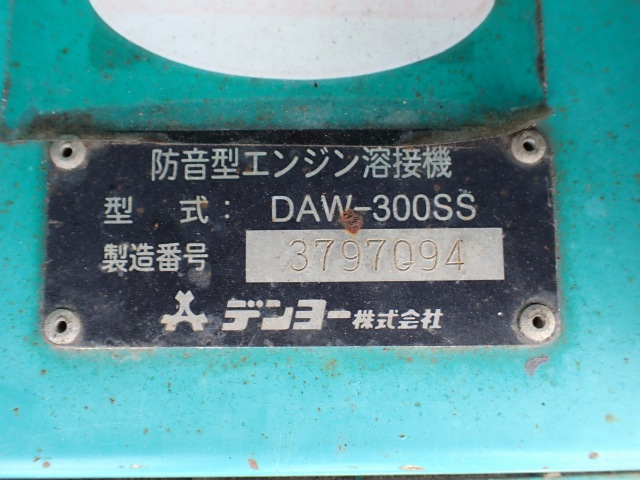 防音型エンジン溶接機
型 式: DAW-300SS
製造番号 3797094
デンヨー株式会社